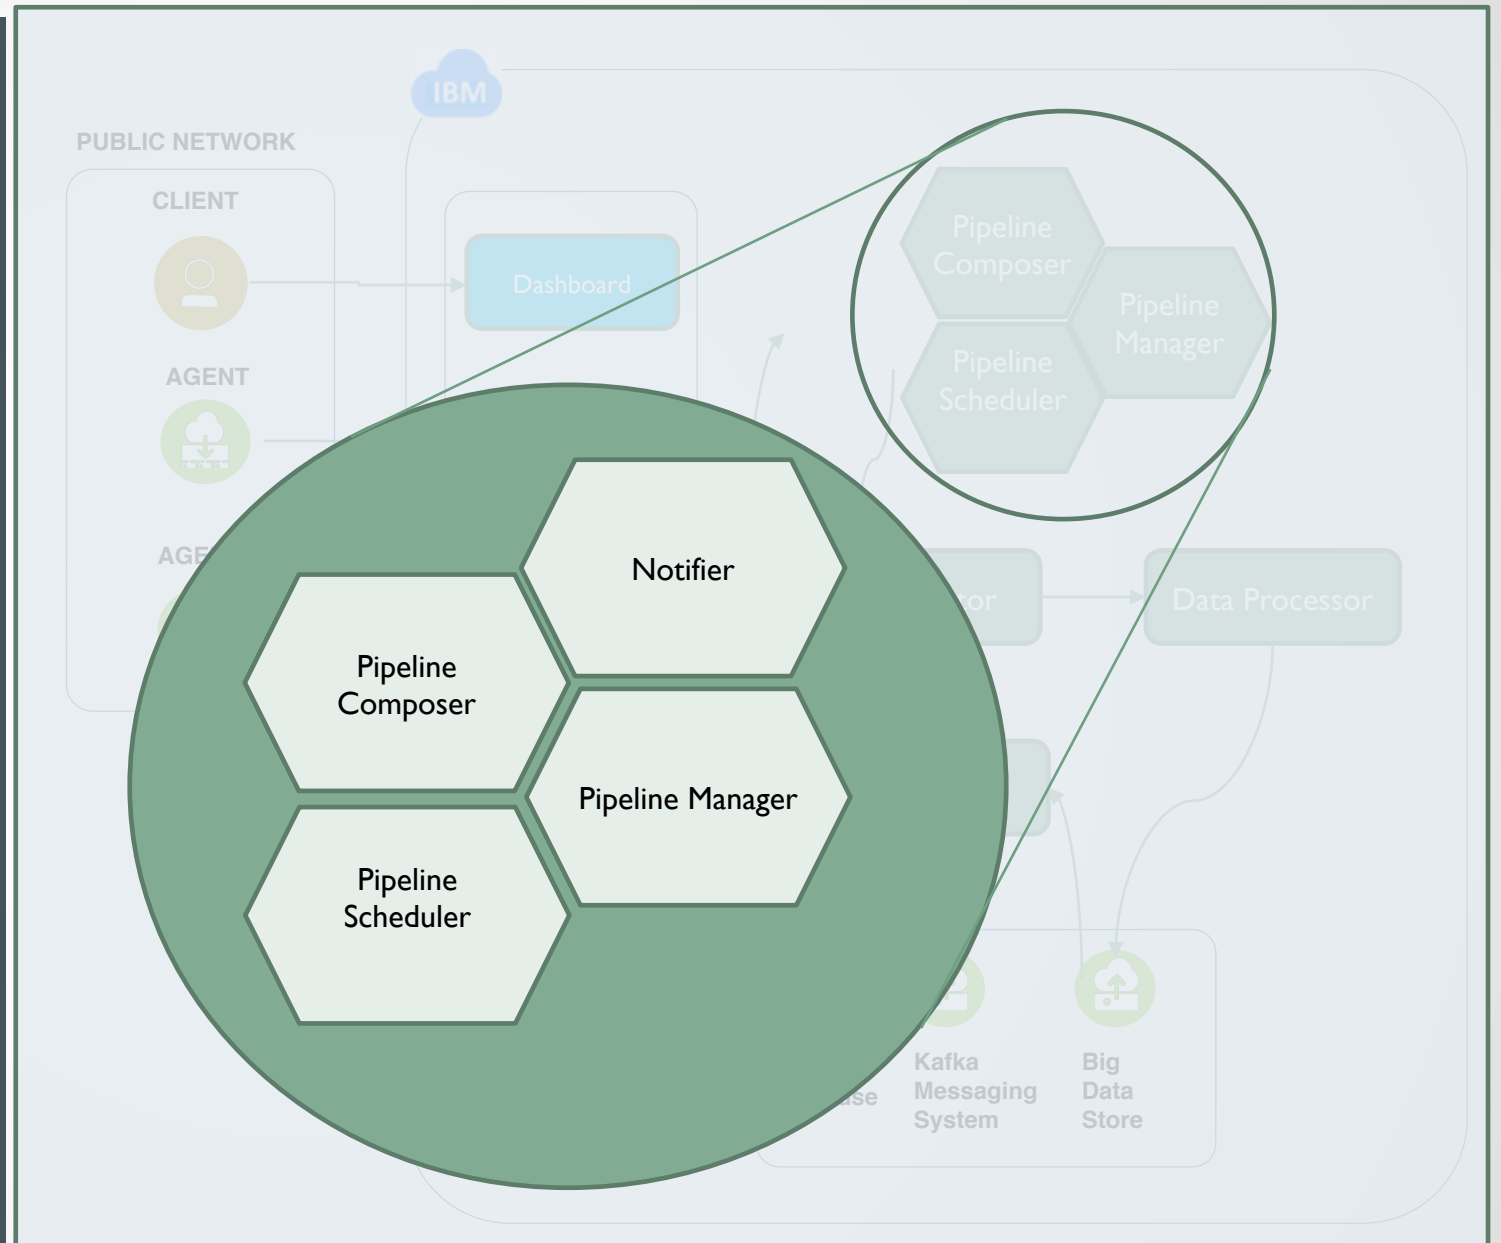 IBM
PUBLIC NETWORK
CLIENT
Dashboard
AGENT
Pipeline
Composer
Pipeline
Manager
Pipeline
Scheduler
Data Processor
Notifier
Pipeline
Composer
Pipeline Manager
Pipeline
Scheduler
Kafka
Messaging
System
Big
Data
Store